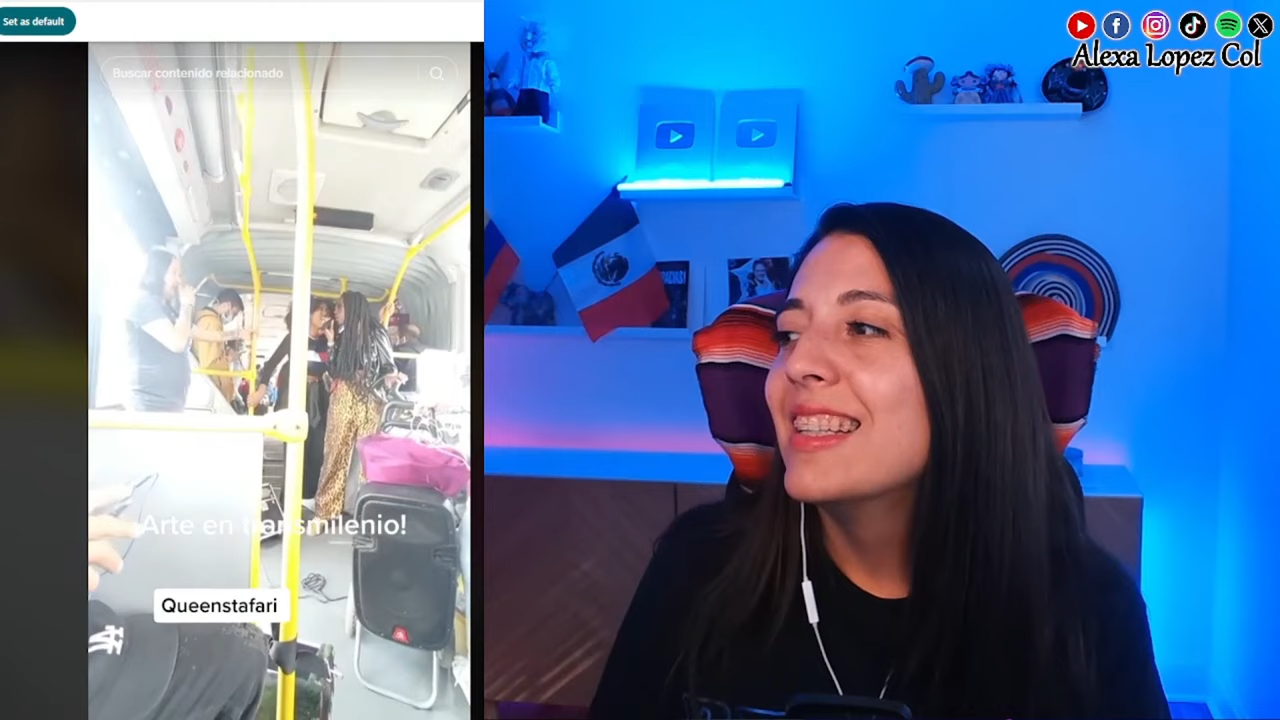 Set as default
Buscar contenido relacionado
Alexa Lopez Col
Arte en transmilenio!
Queenstafari